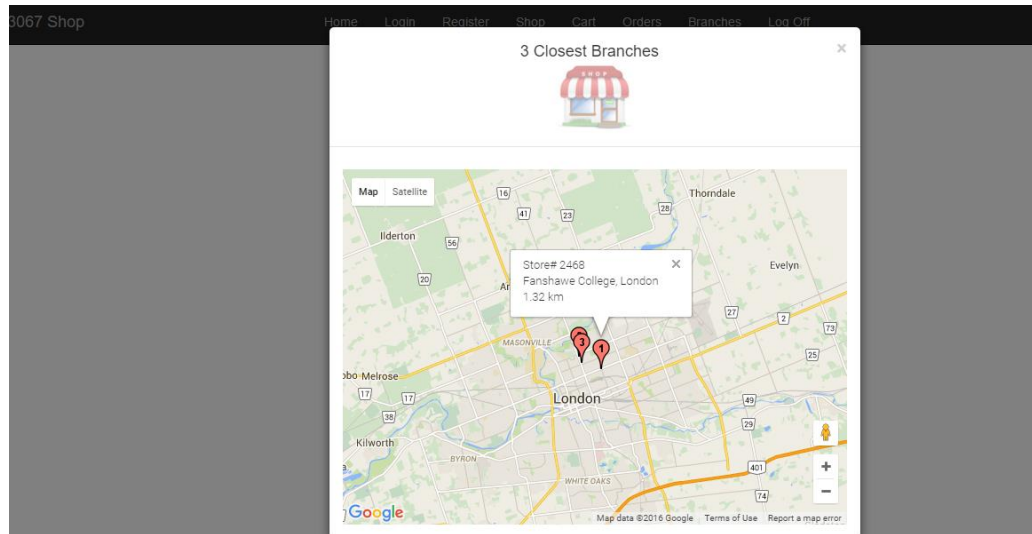 3067 Shop
Home Login Register Shop Cart Orders Branches Log Off
3 Closest Branches
×
SHOP
Map Satellite
16
Thorndale
41
23
28
Ilderton
56
Store# 2468
Fanshawe College, London
1.32 km
Evelyn
20
Ar
27
2
73
MASONVILLE
3
1
25
obo Melrose
17
17
London
49
38
29
Kilworth
BYRON
401
WHITE OAKS
74
+
−
Google
Map data ©2016 Google Terms of Use Report a map error